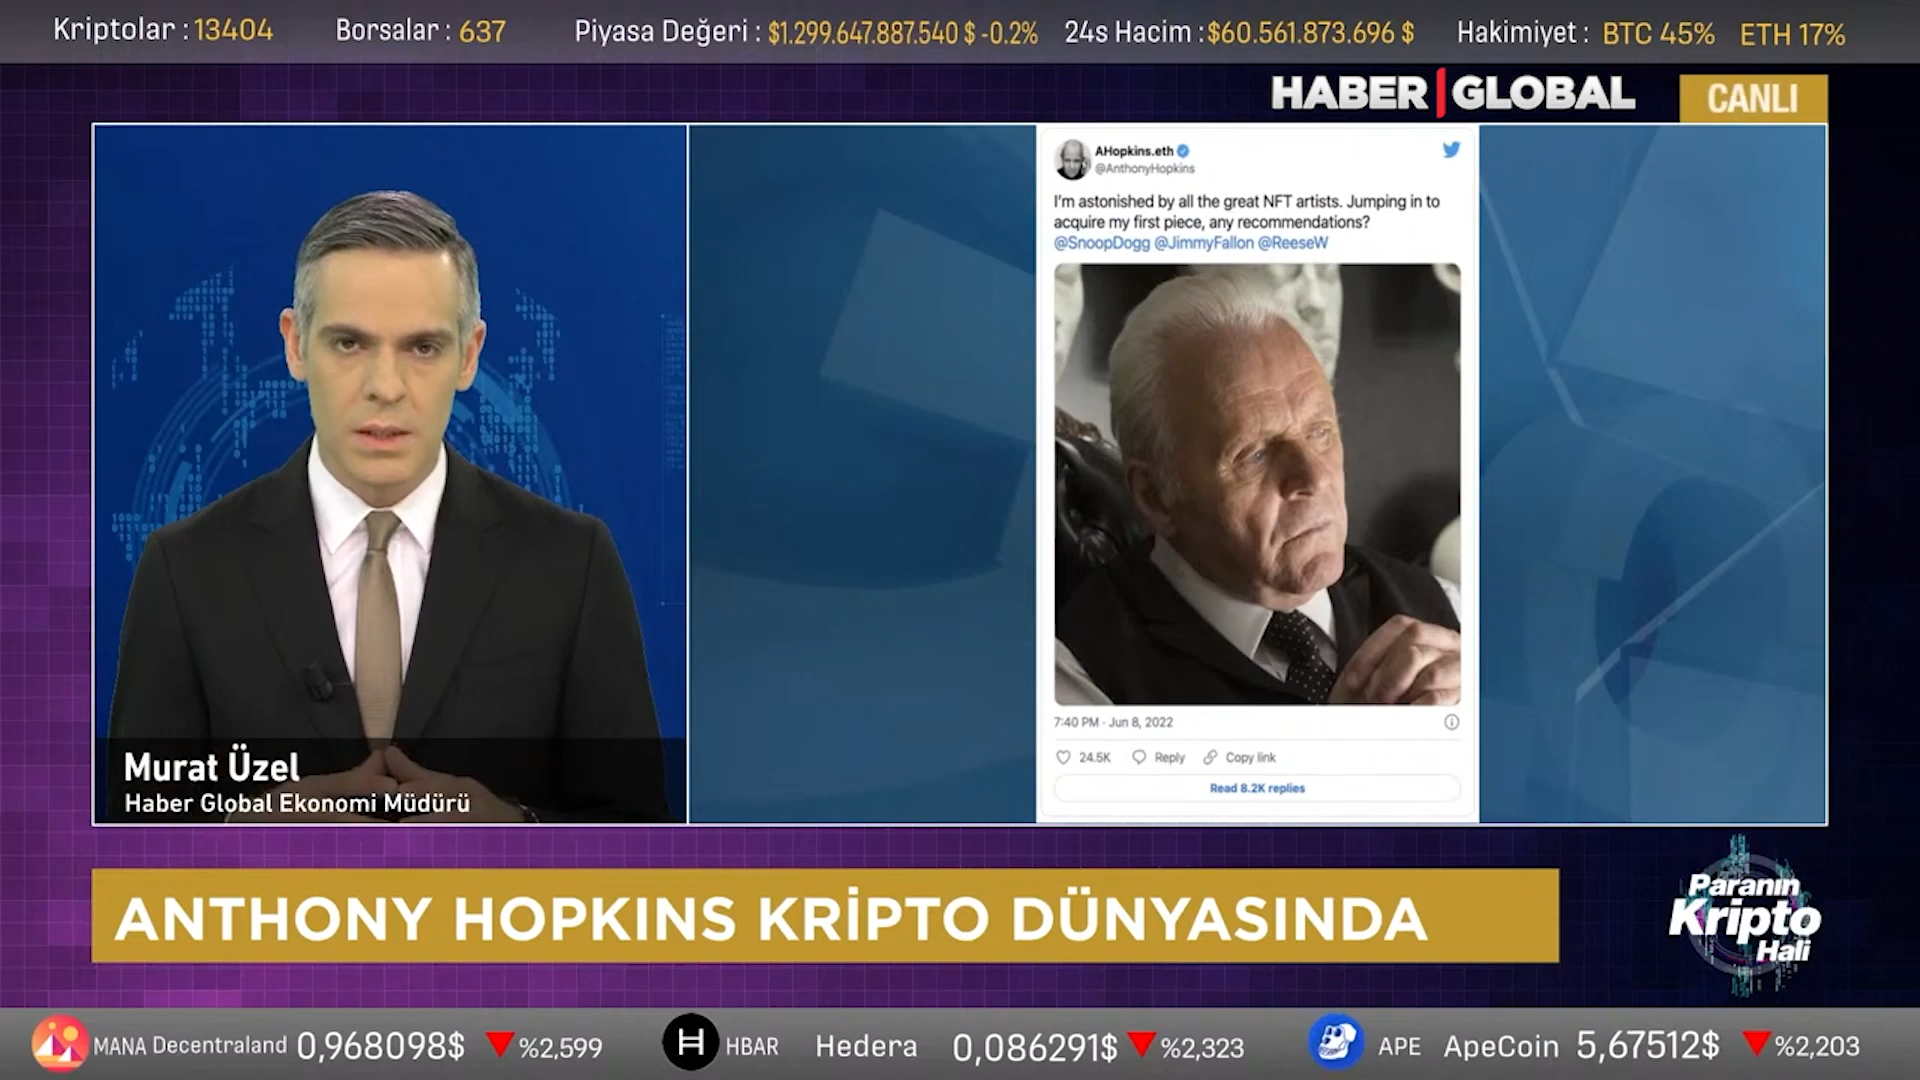 Kriptolar : 13404 Borsalar : 637 Piyasa Değeri : $1.299.647.887.540 $ -0.2% 24s Hacim : $60.561.873.696 $ Hakimiyet : BTC 45% ETH 17%
HABER GLOBAL
CANLI
AHopkins.eth
@AnthonyHopkins
I'm astonished by all the great NFT artists. Jumping in to
acquire my first piece, any recommendations?
@SnoopDogg @JimmyFallon @ReeseW
7:40 PM · Jun 8, 2022
24.5K Reply Copy link
Read 8.2K replies
Murat Üzel
Haber Global Ekonomi Müdürü
ANTHONY HOPKINS KRİPTO DÜNYASINDA
Paranın
Kripto
Hali
MANA Decentraland 0,968098$ %2,599 HBAR Hedera 0,086291$ %2,323 APE ApeCoin 5,67512$ %2,203